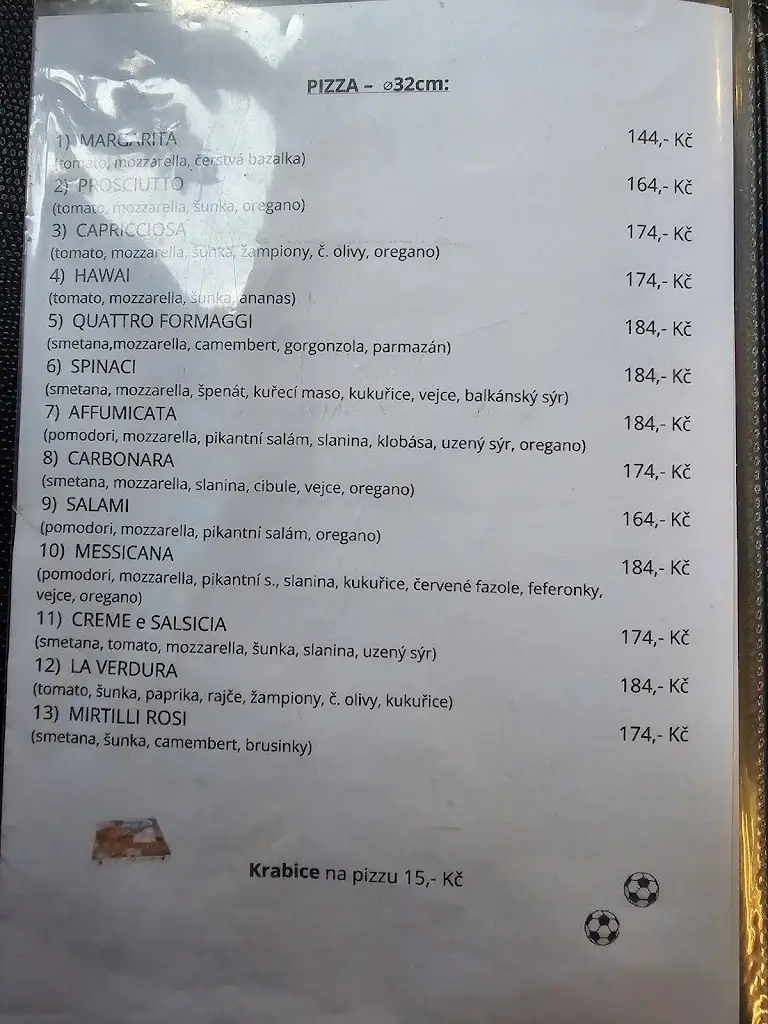 PIZZA – ⌀32cm:
1) MARGARITA 144,- Kč
(tomato, mozzarella, čerstvá bazalka)
2) PROSCIUTTO 164,- Kč
(tomato, mozzarella, šunka, oregano)
3) CAPRICCIOSA 174,- Kč
(tomato, mozzarella, šunka, žampiony, č. olivy, oregano)
4) HAWAI 174,- Kč
(tomato, mozzarella, šunka, ananas)
5) QUATTRO FORMAGGI 184,- Kč
(smetana,mozzarella, camembert, gorgonzola, parmazán)
6) SPINACI 184,- Kč
(smetana, mozzarella, špenát, kuřecí maso, kukuřice, vejce, balkánský sýr)
7) AFFUMICATA 184,- Kč
(pomodori, mozzarella, pikantní salám, slanina, klobása, uzený sýr, oregano)
8) CARBONARA 174,- Kč
(smetana, mozzarella, slanina, cibule, vejce, oregano)
9) SALAMI 164,- Kč
(pomodori, mozzarella, pikantní salám, oregano)
10) MESSICANA 184,- Kč
(pomodori, mozzarella, pikantní s., slanina, kukuřice, červené fazole, feferonky,
vejce, oregano)
11) CREME e SALSICIA 174,- Kč
(smetana, tomato, mozzarella, šunka, slanina, uzený sýr)
12) LA VERDURA 184,- Kč
(tomato, šunka, paprika, rajče, žampiony, č. olivy, kukuřice)
13) MIRTILLI ROSI 174,- Kč
(smetana, šunka, camembert, brusinky)
Krabice na pizzu 15,- Kč